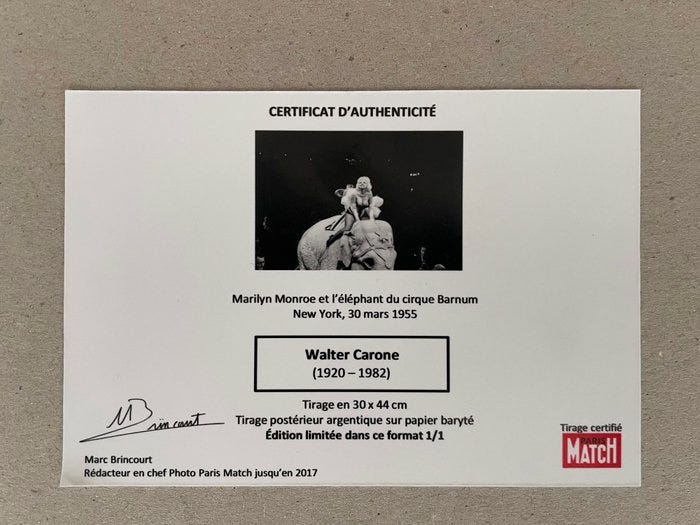 CERTIFICAT D'AUTHENTICITÉ
Marilyn Monroe et l'éléphant du cirque Barnum
New York, 30 mars 1955
Walter Carone
(1920 – 1982)
Tirage en 30 x 44 cm
Tirage postérieur argentique sur papier baryté
Édition limitée dans ce format 1/1
MBrincourt
Marc Brincourt
Rédacteur en chef Photo Paris Match jusqu'en 2017
Tirage certifié
PARIS
MATCH